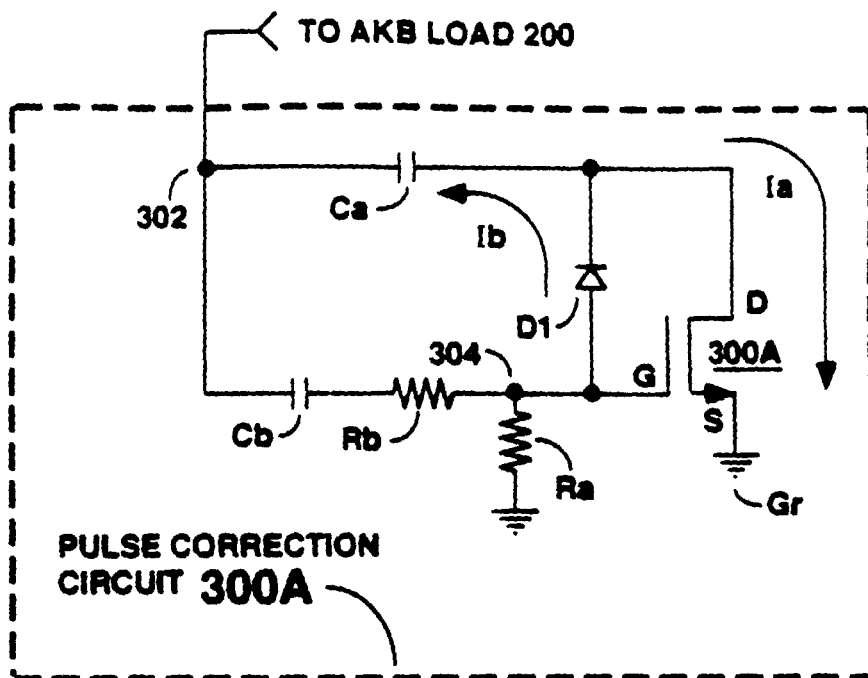 TO AKB LOAD 200
302
Ca
Ib
Ia
D1
D
304
G
300A
S
Cb
Rb
Ra
Gr
PULSE CORRECTION
CIRCUIT 300A